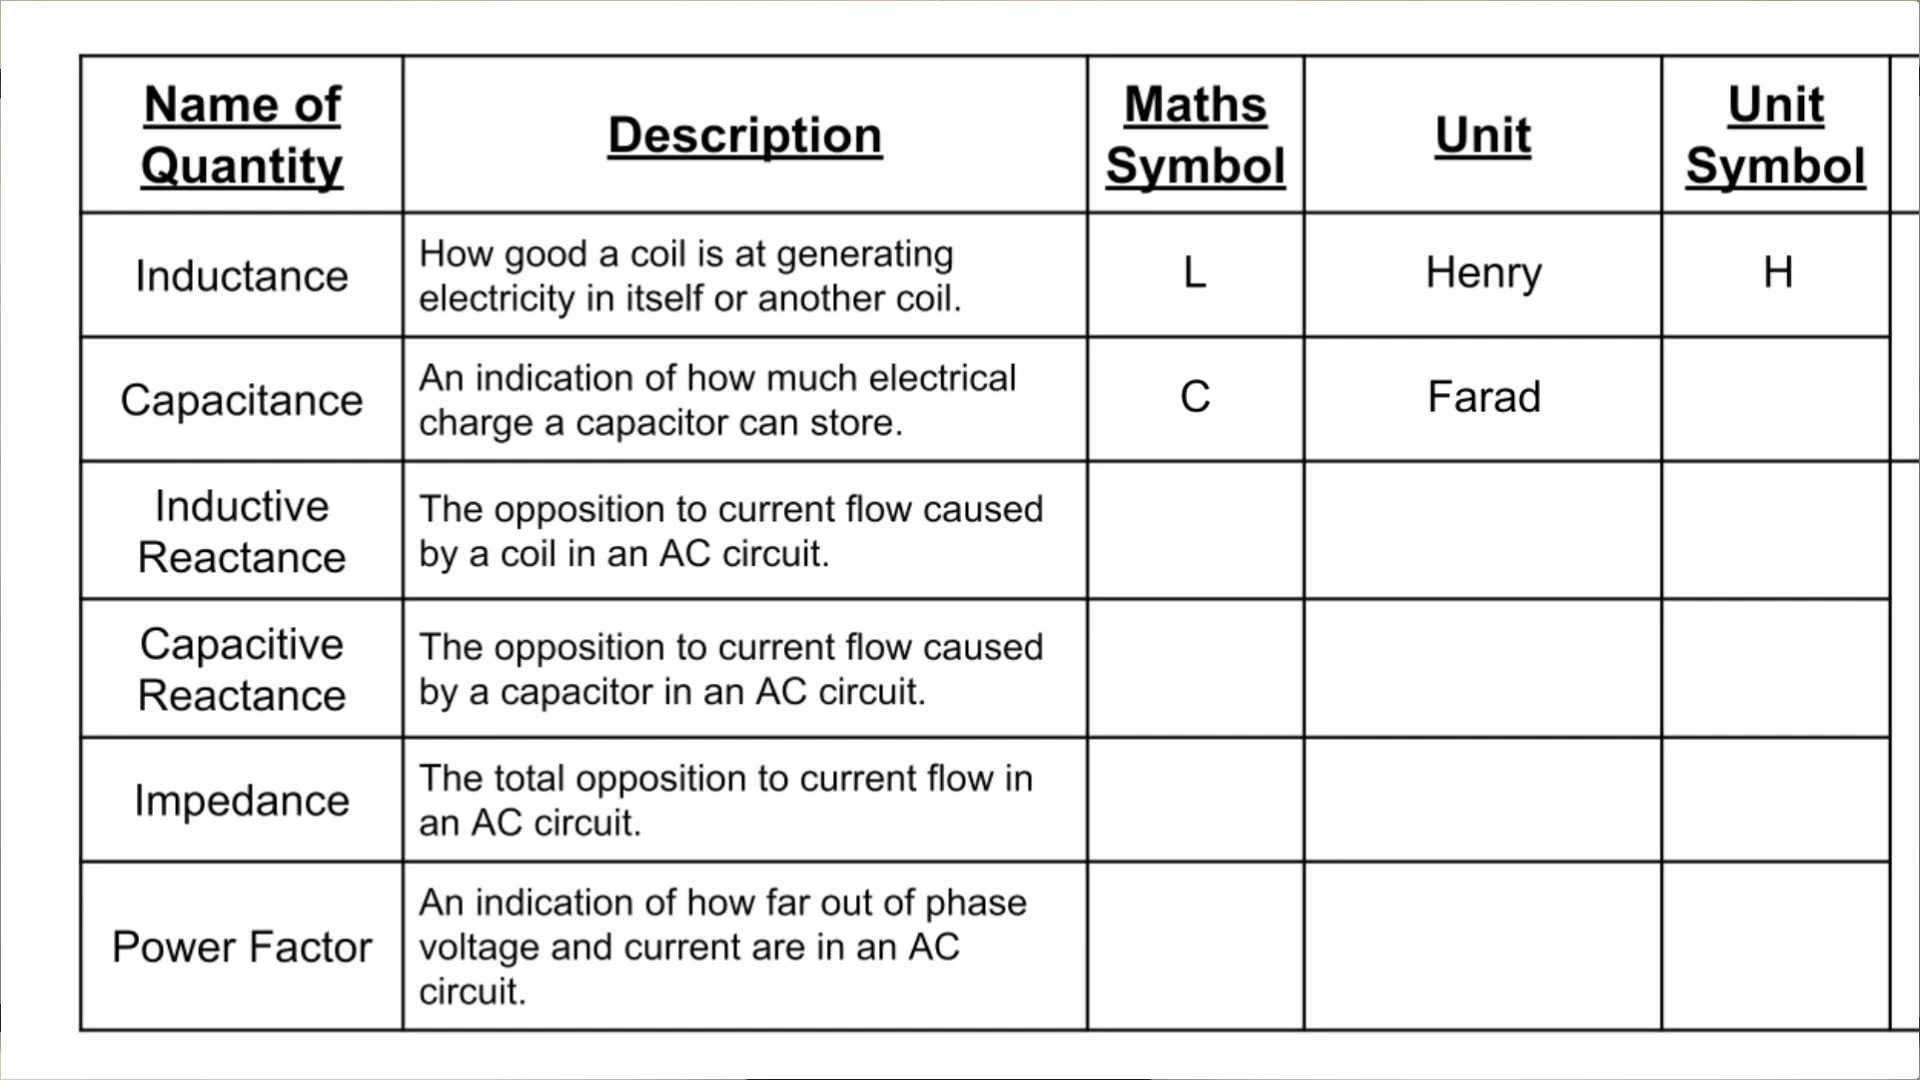 Name of
Quantity
Description
Maths
Symbol
Unit
Unit
Symbol
Inductance
How good a coil is at generating
electricity in itself or another coil.
L
Henry
H
Capacitance
An indication of how much electrical
charge a capacitor can store.
C
Farad
Inductive
Reactance
The opposition to current flow caused
by a coil in an AC circuit.
Capacitive
Reactance
The opposition to current flow caused
by a capacitor in an AC circuit.
Impedance
The total opposition to current flow in
an AC circuit.
Power Factor
An indication of how far out of phase
voltage and current are in an AC
circuit.